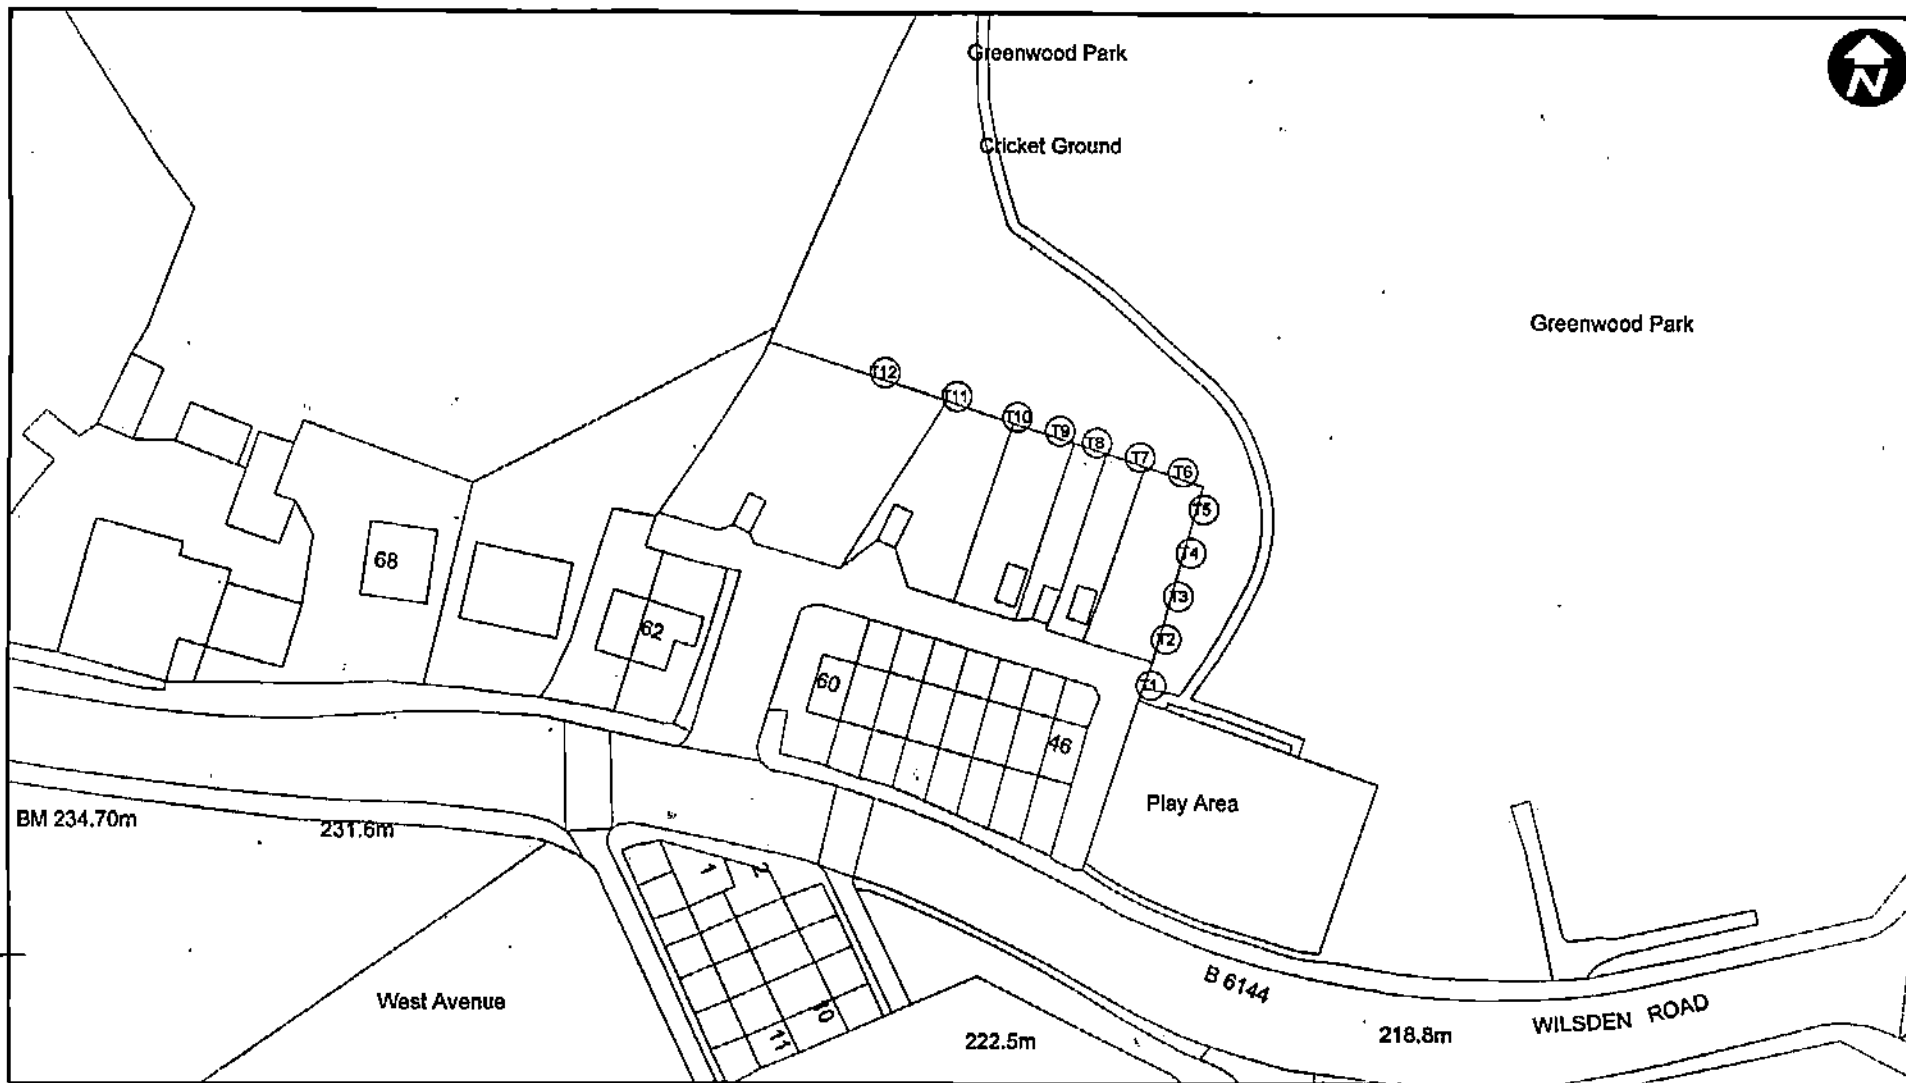 Greenwood Park
N
Cricket Ground
Greenwood Park
T12
T11
T10
T9
T8
T7
T6
T5
T4
T3
T2
T1
68
62
60
46
Play Area
BM 234.70m
231.6m
1
2
West Avenue
10
11
222.5m
B 6144
218.8m
WILSDEN ROAD